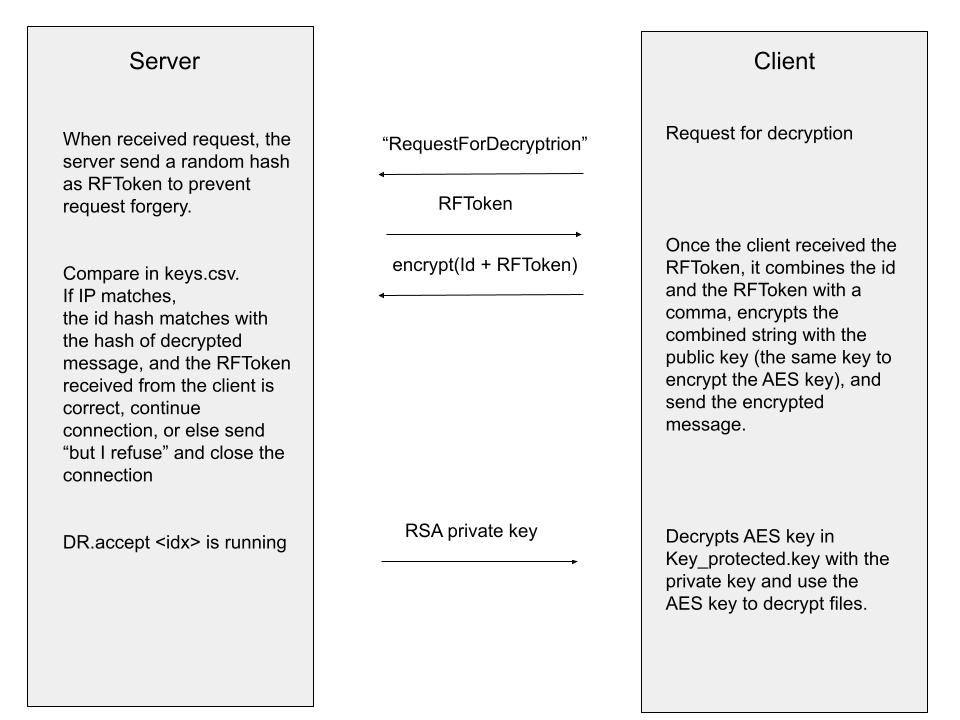 Server
When received request, the
server send a random hash
as RFToken to prevent
request forgery.
Compare in keys.csv.
If IP matches,
the id hash matches with
the hash of decrypted
message, and the RFToken
received from the client is
correct, continue
connection, or else send
“but I refuse” and close the
connection
DR.accept <idx> is running
“RequestForDecryptrion”
RFToken
encrypt(Id + RFToken)
RSA private key
Client
Request for decryption
Once the client received the
RFToken, it combines the id
and the RFToken with a
comma, encrypts the
combined string with the
public key (the same key to
encrypt the AES key), and
send the encrypted
message.
Decrypts AES key in
Key_protected.key with the
private key and use the
AES key to decrypt files.